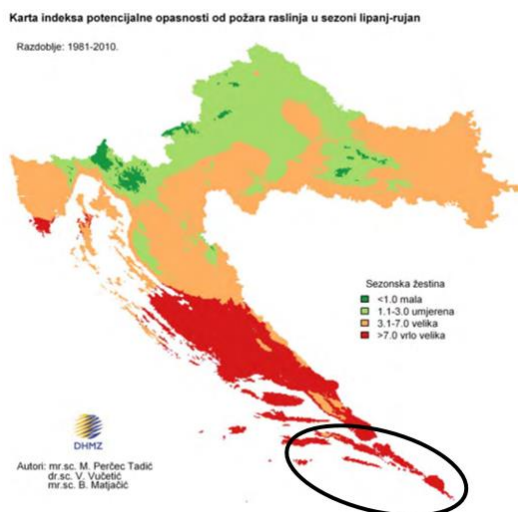 Karta indeksa potencijalne opasnosti od požara raslinja u sezoni lipanj-rujan
Razdoblje: 1981-2010.
Sezonska žestina
<1.0 mala
1.1-3.0 umjerena
3.1-7.0 velika
>7.0 vrlo velika
DHMZ
Autori: mr.sc. M. Perčec Tadić
dr.sc. V. Vučetić
mr.sc. B. Matjačić